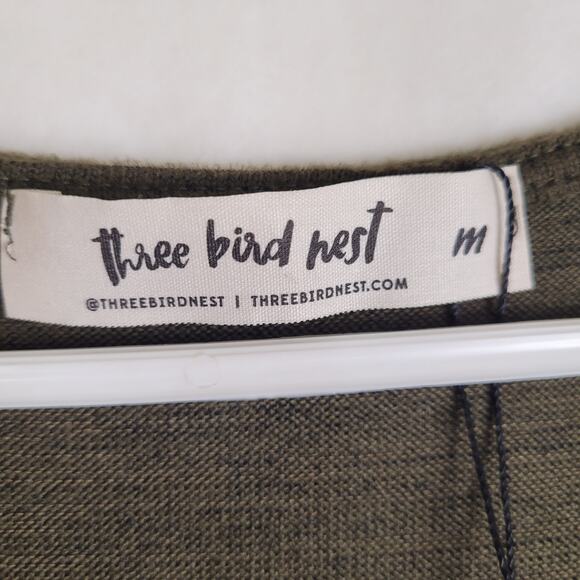 three bird nest m
@THREEBIRDNEST | THREEBIRDNEST.COM